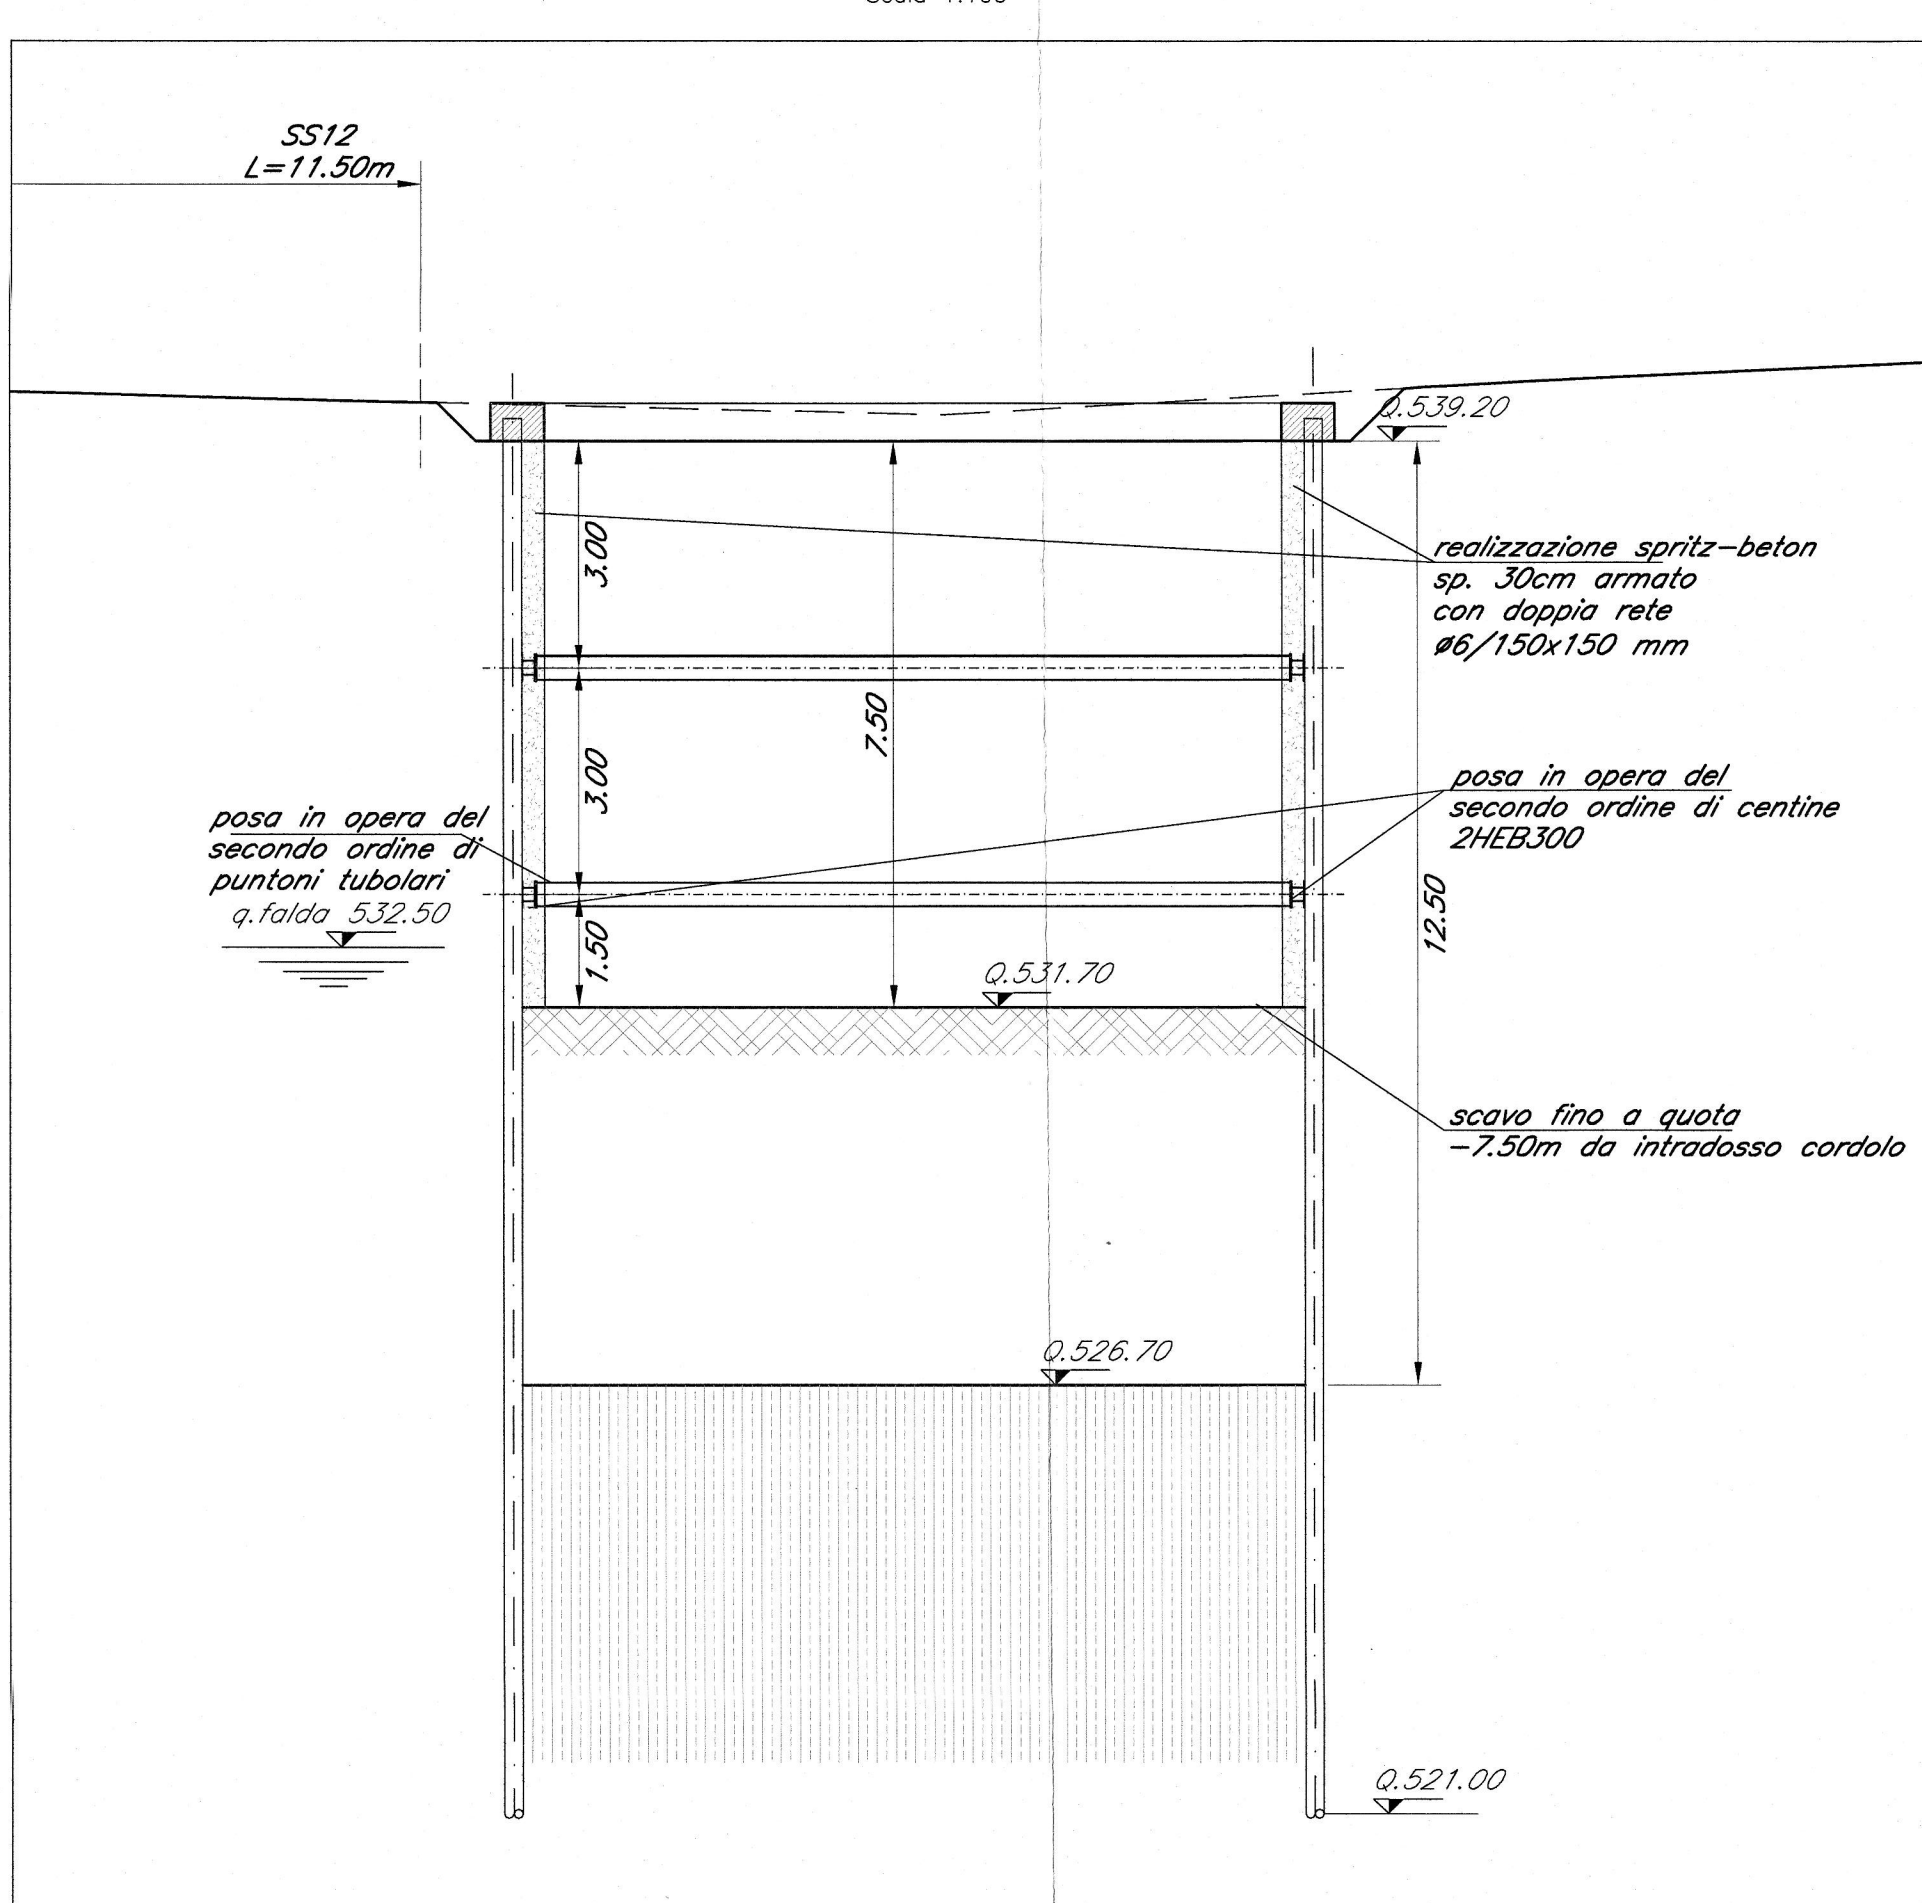 SS12
L=11.50m
Q.539.20
3.00
realizzazione spritz-beton
sp. 30cm armato
con doppia rete
ø6/150x150 mm
7.50
3.00
posa in opera del
secondo ordine di centine
2HEB300
posa in opera del
secondo ordine di
puntoni tubolari
q.falda 532.50
12.50
1.50
Q.531.70
scavo fino a quota
-7.50m da intradosso cordolo
Q.526.70
Q.521.00